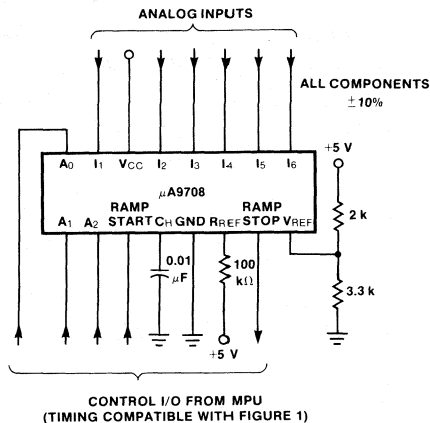 ANALOG INPUTS
ALL COMPONENTS
±10%
+5 V
A0 I1 VCC I2 I3 I4 I5 I6
μA9708
RAMP RAMP
A1 A2 START CH GND RREF STOP VREF
2 k
0.01
μF
100
kΩ
3.3 k
+5 V
CONTROL I/O FROM MPU
(TIMING COMPATIBLE WITH FIGURE 1)